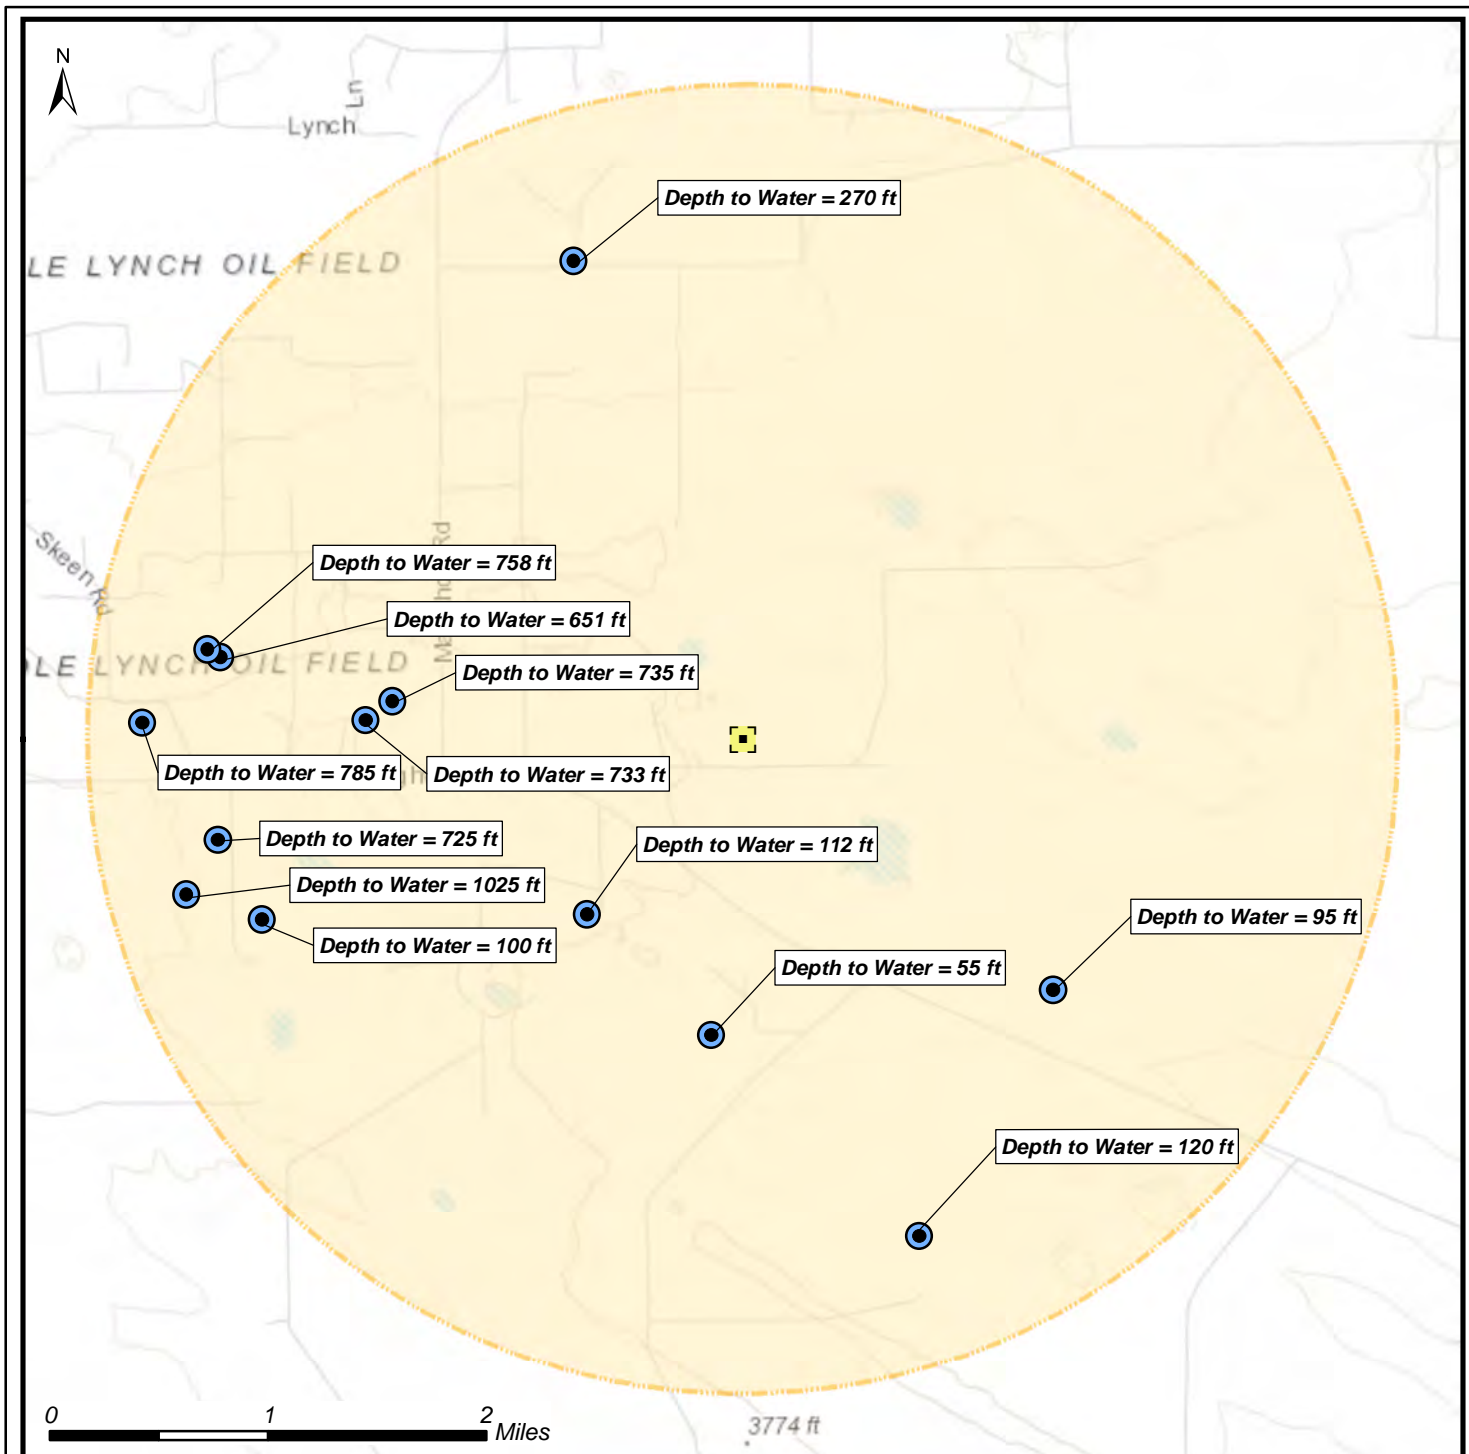 N
Lynch
Ln
Depth to Water = 270 ft
LE LYNCH OIL FIELD
Skeen Rd
Depth to Water = 758 ft
Rd
Depth to Water = 651 ft
LE LYNCH OIL FIELD
Depth to Water = 735 ft
Depth to Water = 785 ft
Depth to Water = 733 ft
Depth to Water = 725 ft
Depth to Water = 112 ft
Depth to Water = 1025 ft
Depth to Water = 95 ft
Depth to Water = 100 ft
Depth to Water = 55 ft
Depth to Water = 120 ft
0 1 2
Miles
3774 ft